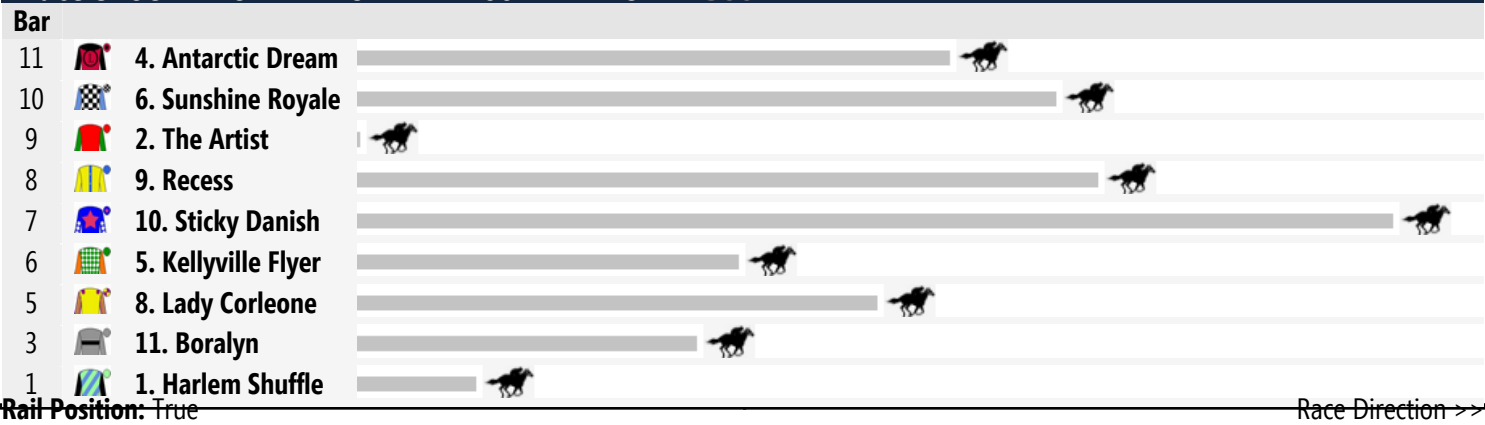 Bar
11 4. Antarctic Dream
10 6. Sunshine Royale
9 2. The Artist
8 9. Recess
7 10. Sticky Danish
6 5. Kellyville Flyer
5 8. Lady Corleone
3 11. Boralyn
1 1. Harlem Shuffle
Rail Position: True Race Direction >>